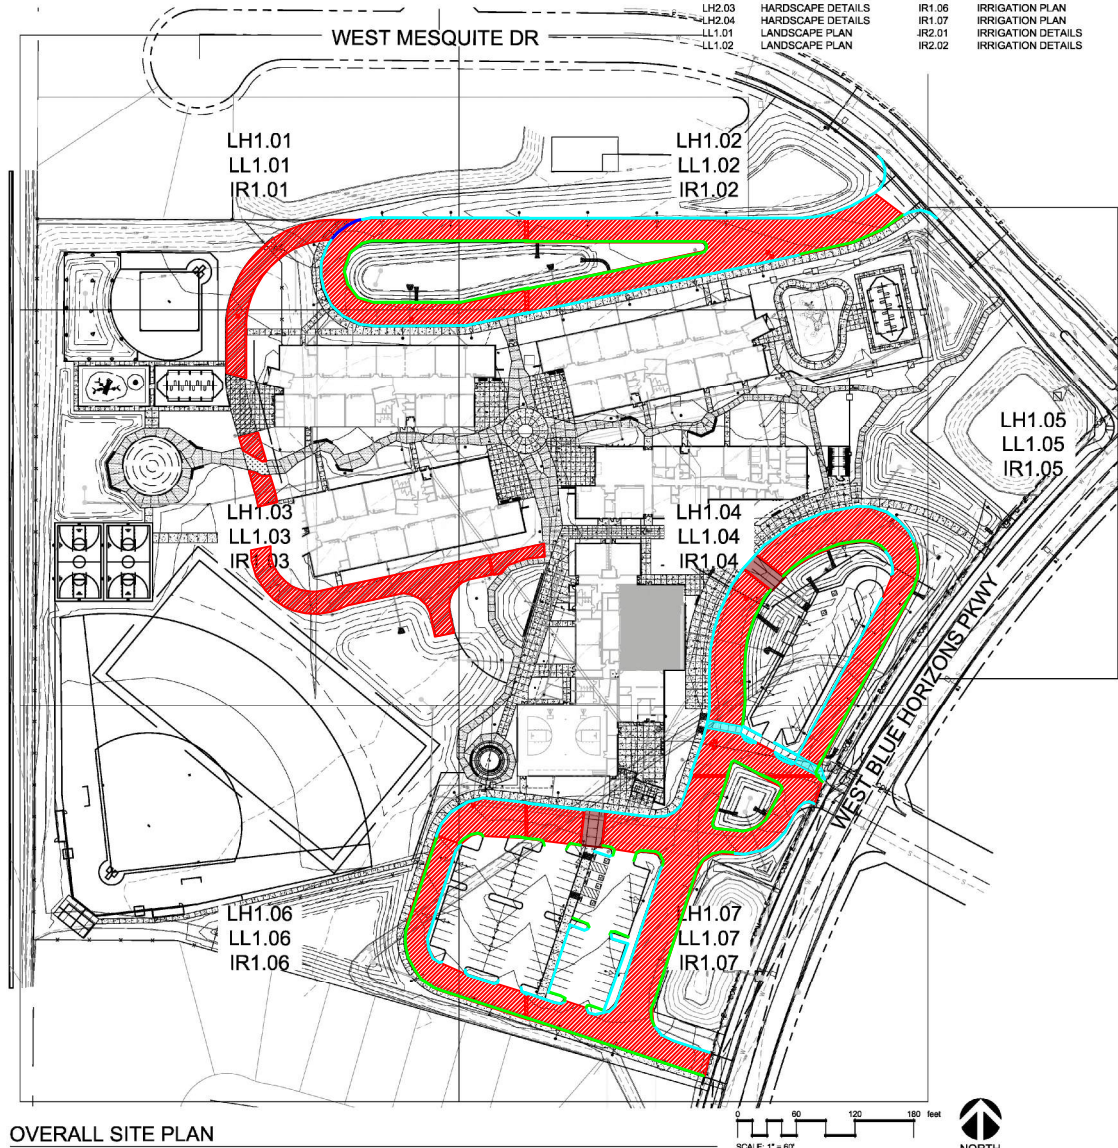 LH2.03 HARDSCAPE DETAILS IR1.06 IRRIGATION PLAN
LH2.04 HARDSCAPE DETAILS IR1.07 IRRIGATION PLAN
LL1.01 LANDSCAPE PLAN IR2.01 IRRIGATION DETAILS
LL1.02 LANDSCAPE PLAN IR2.02 IRRIGATION DETAILS
WEST MESQUITE DR
LH1.01
LL1.01
IR1.01
LH1.02
LL1.02
IR1.02
LH1.05
LL1.05
IR1.05
LH1.03
LL1.03
IR1.03
LH1.04
LL1.04
IR1.04
WEST BLUE HORIZONS PKWY
LH1.06
LL1.06
IR1.06
LH1.07
LL1.07
IR1.07
OVERALL SITE PLAN
0 60 120 180 feet
SCALE: 1" = 60'
NORTH